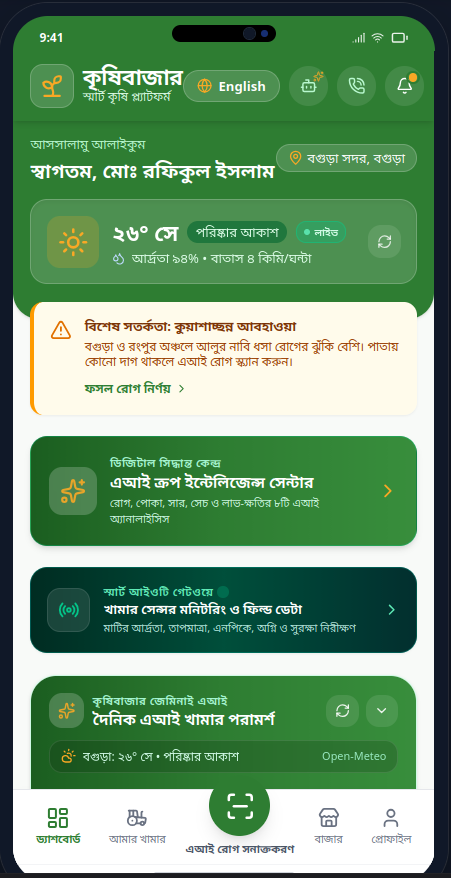 9:41
কৃষিবাজার
স্মার্ট কৃষি প্ল্যাটফর্ম
English
আসসালামু আলাইকুম
স্বাগতম, মোঃ রফিকুল ইসলাম
বগুড়া সদর, বগুড়া
২৬° সে পরিষ্কার আকাশ লাইভ
আর্দ্রতা ৯৪% • বাতাস ৪ কিমি/ঘন্টা
বিশেষ সতর্কতা: কুয়াশাচ্ছন্ন আবহাওয়া
বগুড়া ও রংপুর অঞ্চলে আলুর নাবি ধসা রোগের ঝুঁকি বেশি। পাতায়
কোনো দাগ থাকলে এআই রোগ স্ক্যান করুন।
ফসল রোগ নির্ণয়
ডিজিটাল সিদ্ধান্ত কেন্দ্র
এআই ক্রপ ইন্টেলিজেন্স সেন্টার
রোগ, পোকা, সার, সেচ ও লাভ-ক্ষতির ৮টি এআই
অ্যানালাইসিস
স্মার্ট আইওটি গেটওয়ে
খামার সেন্সর মনিটরিং ও ফিল্ড ডেটা
মাটির আর্দ্রতা, তাপমাত্রা, এনপিকে, অগ্নি ও সুরক্ষা নিরীক্ষণ
কৃষিবাজার জেমিনাই এআই
দৈনিক এআই খামার পরামর্শ
বগুড়া: ২৬° সে • পরিষ্কার আকাশ
Open-Meteo
ড্যাশবোর্ড
আমার খামার
এআই রোগ সনাক্তকরণ
বাজার
প্রোফাইল